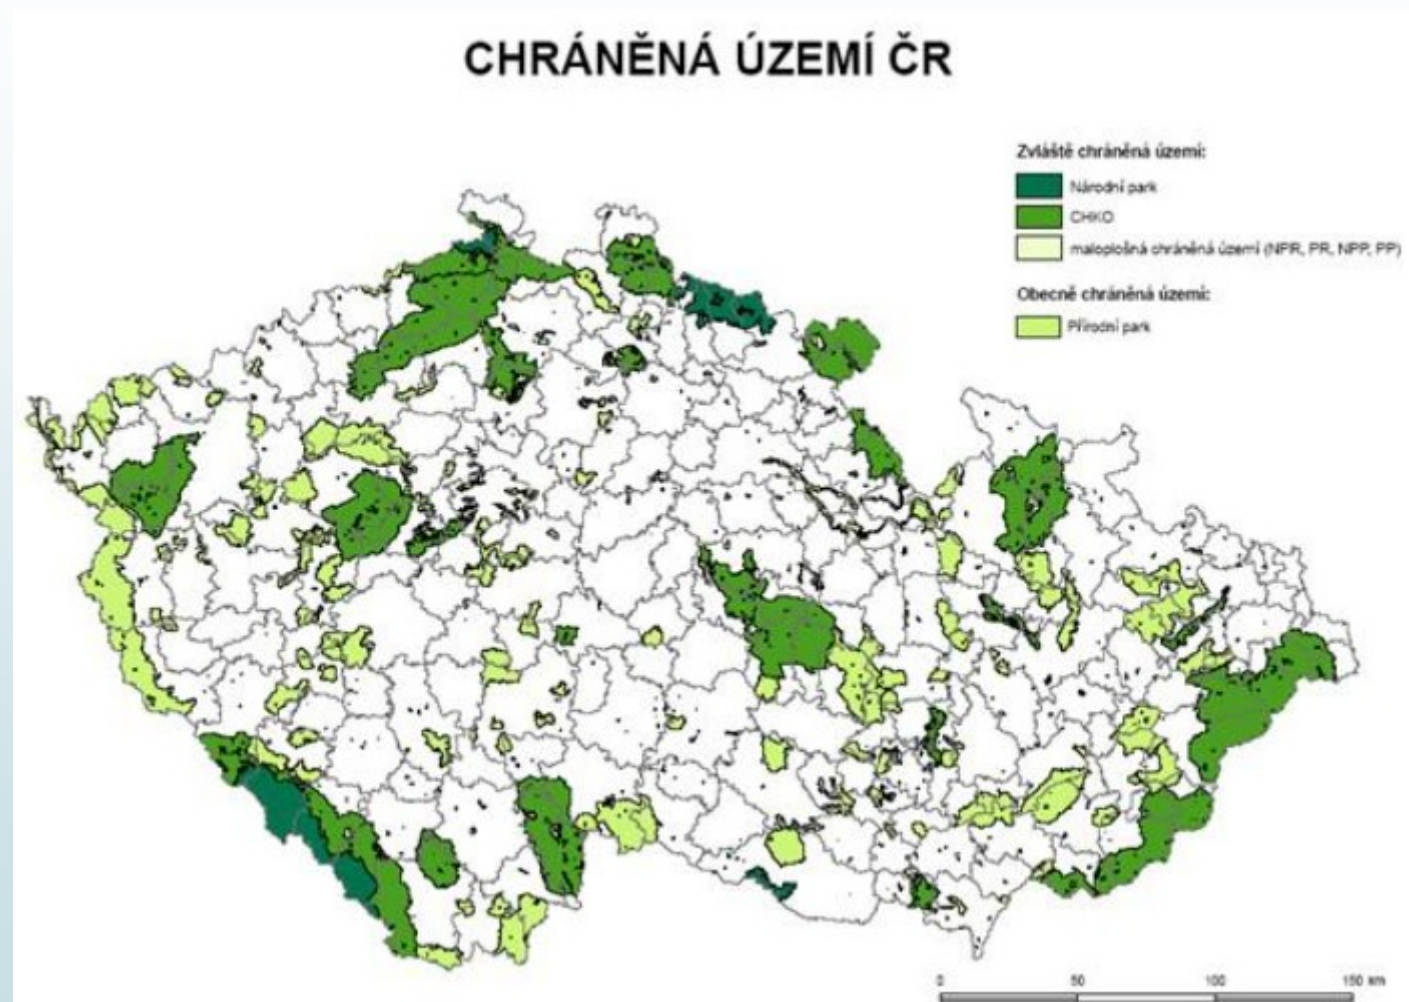 CHRÁNĚNÁ ÚZEMÍ ČR
Zvláště chráněná území:
Národní park
CHKO
maloplošná chráněná území (NPR, PR, NPP, PP)
Obecně chráněná území:
Přírodní park
0 50 100 150 km